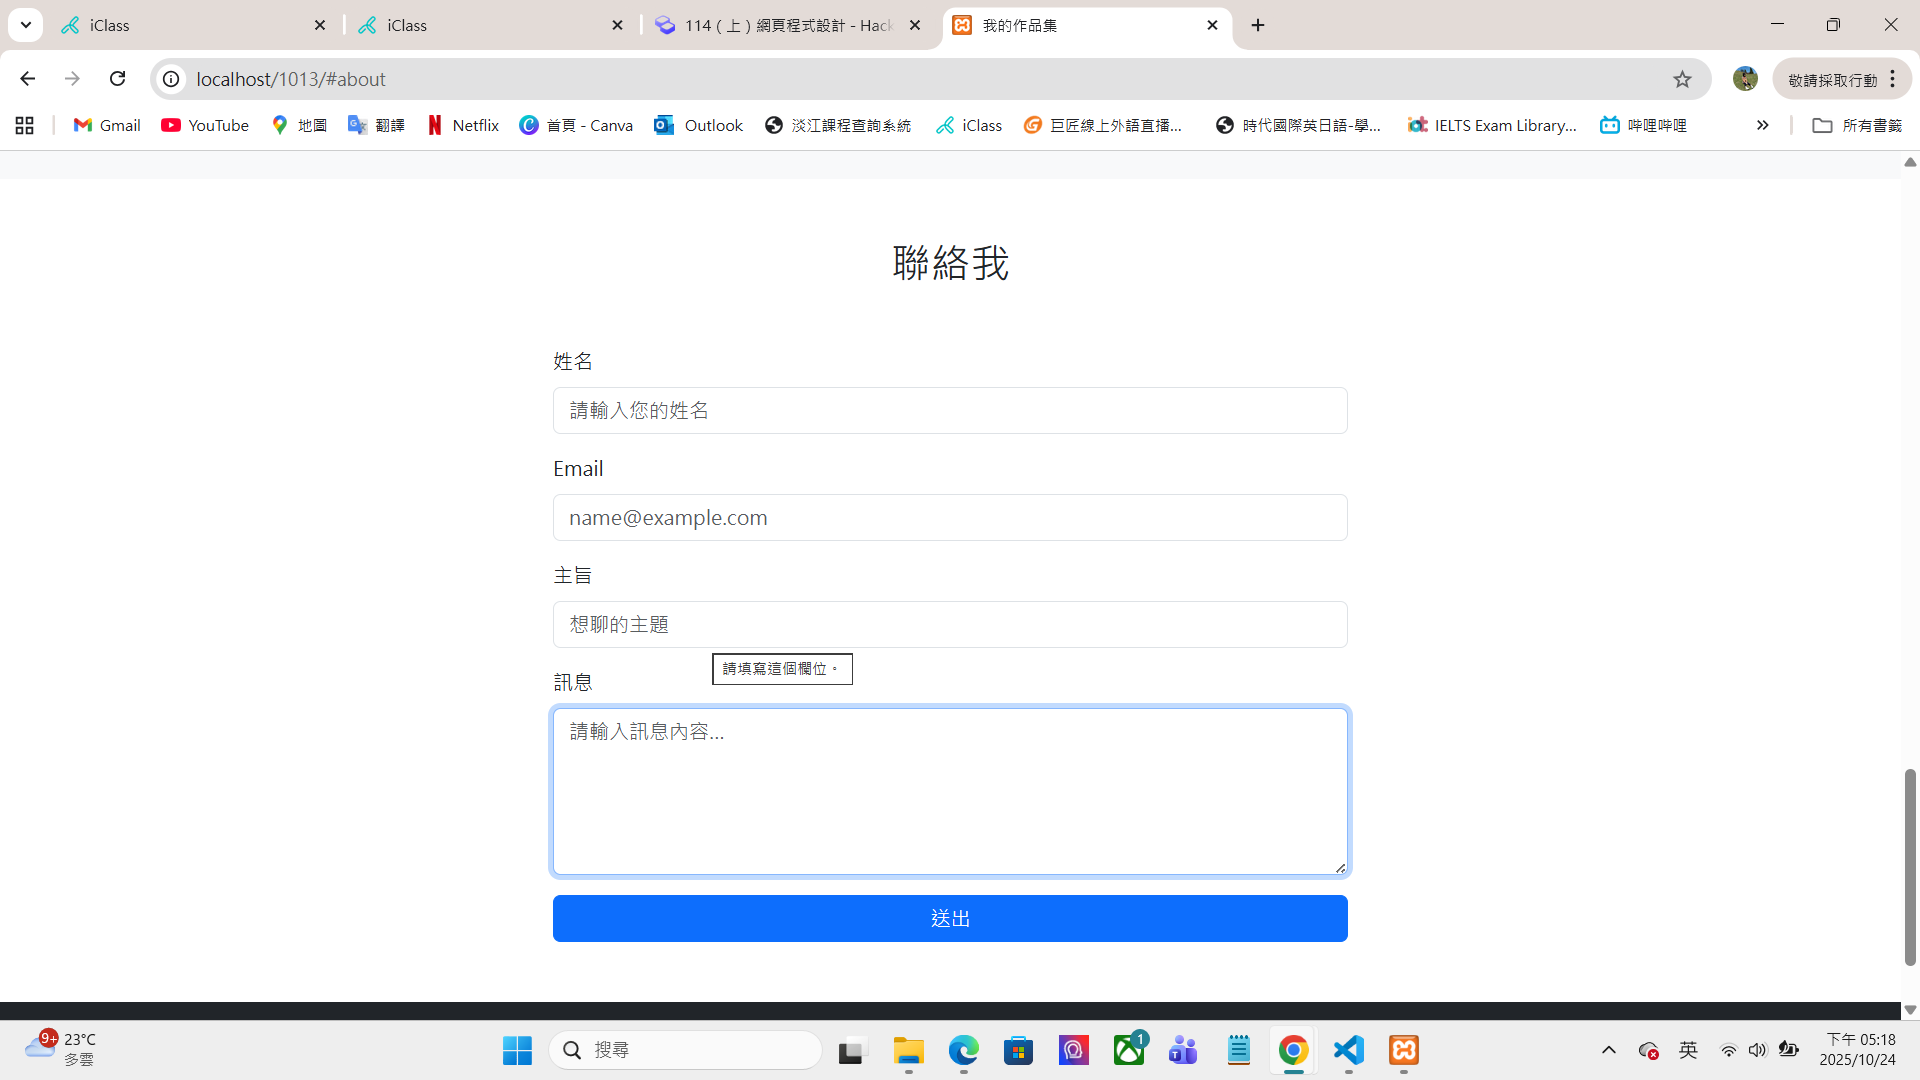 iClass
iClass
114 ( 上 ) 網頁程式設計 - Hack
我的作品集
localhost/1013/#about
敬請採取行動
Gmail
YouTube
地圖
翻譯
Netflix
首頁 - Canva
Outlook
淡江課程查詢系統
iClass
巨匠線上外語直播...
時代國際英日語-學...
IELTS Exam Library...
哔哩哔哩
所有書籤
聯絡我
姓名
請輸入您的姓名
Email
name@example.com
主旨
想聊的主題
請填寫這個欄位。
訊息
請輸入訊息內容...
送出
9+
23°C
多雲
搜尋
1
英
下午 05:18
2025/10/24